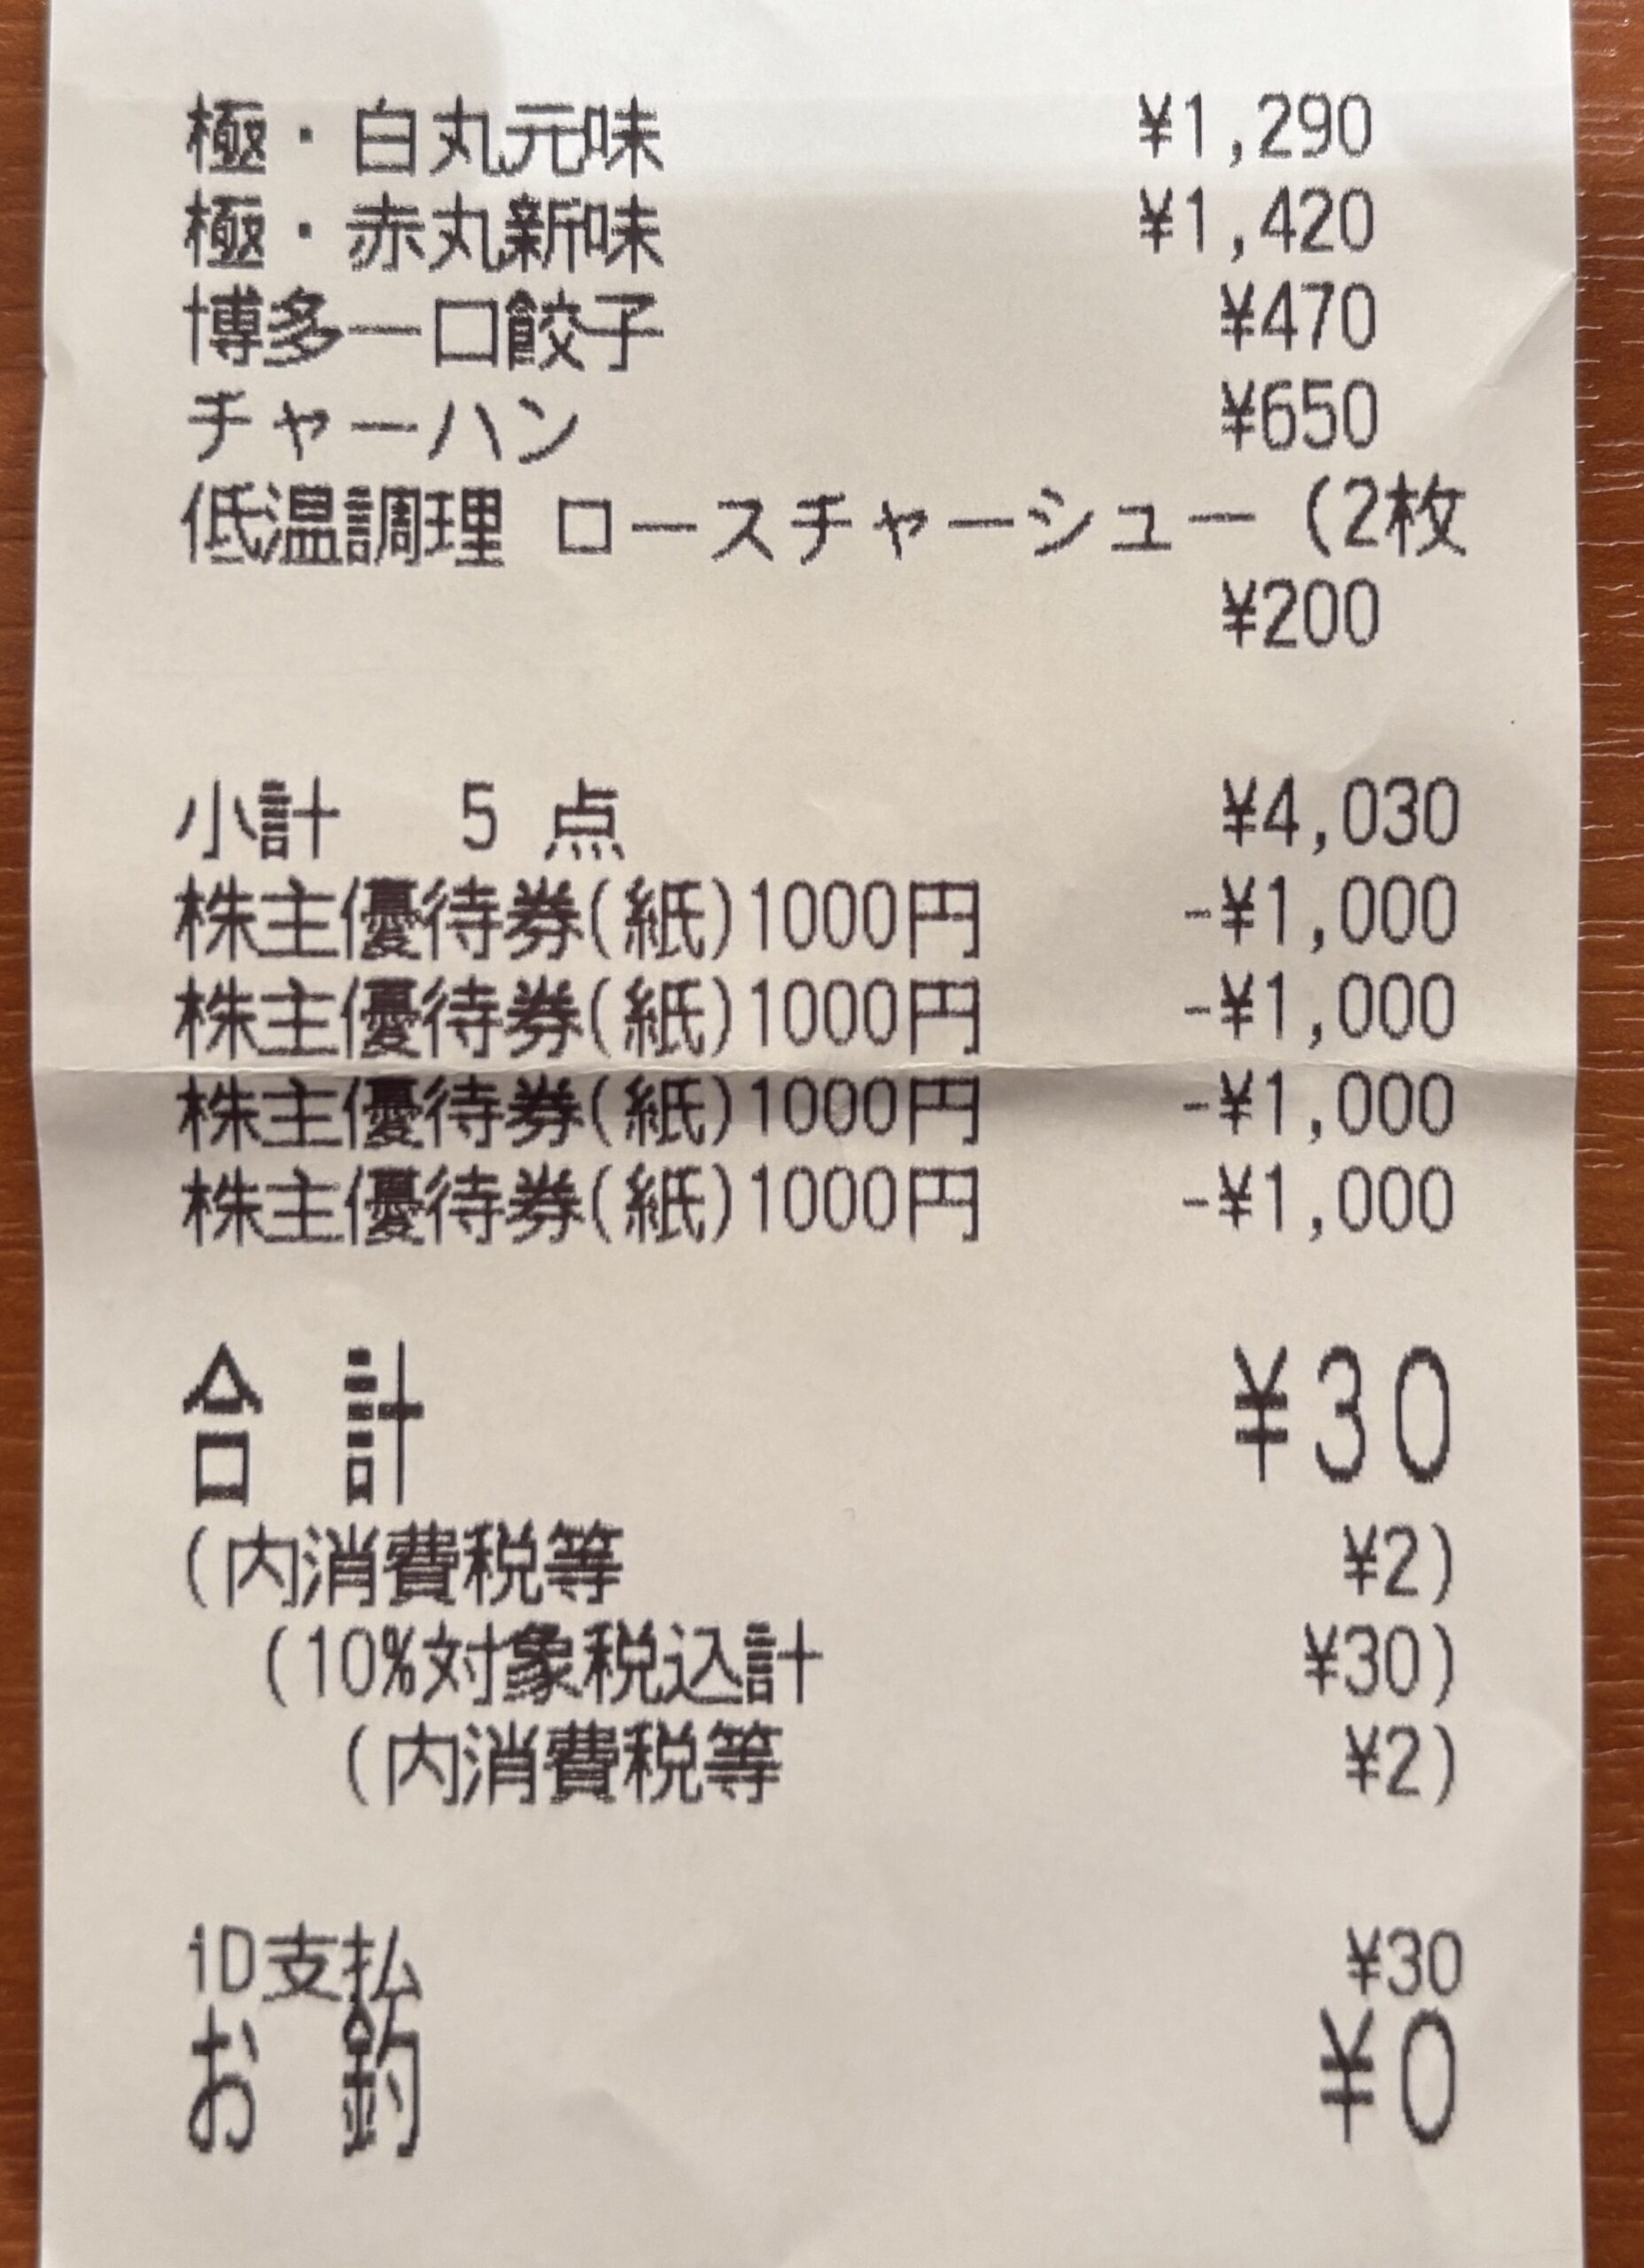 極・白丸元味 ¥1,290
極・赤丸新味 ¥1,420
博多一口餃子 ¥470
チャーハン ¥650
低温調理 ロースチャーシュー (2枚
¥200
小計 5 点 ¥4,030
株主優待券(紙)1000円 -¥1,000
株主優待券(紙)1000円 -¥1,000
株主優待券(紙)1000円 -¥1,000
株主優待券(紙)1000円 -¥1,000
合 計 ¥30
(内消費税等 ¥2)
(10%対象税込計 ¥30)
(内消費税等 ¥2)
iD支払 ¥30
お 釣 ¥0